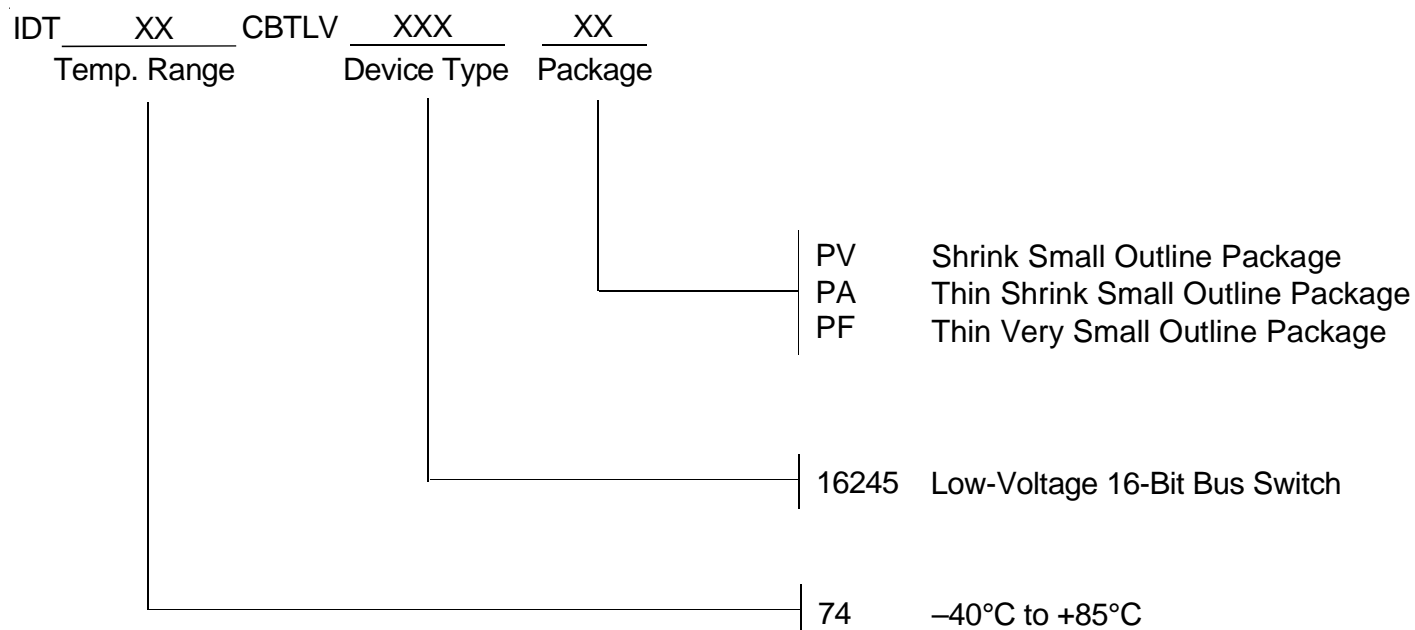 IDT XX CBTLV XXX XX
Temp. Range Device Type Package
PV Shrink Small Outline Package
PA Thin Shrink Small Outline Package
PF Thin Very Small Outline Package
16245 Low-Voltage 16-Bit Bus Switch
74 –40°C to +85°C